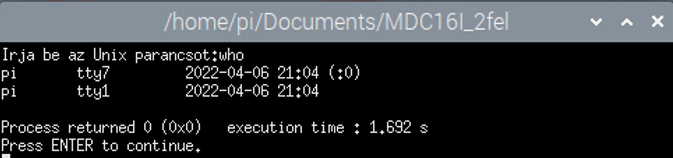 /home/pi/Documents/MDC16I_2fel
Irja be az Unix parancsot:who
pi       tty7         2022-04-06 21:04 (:0)
pi       tty1         2022-04-06 21:04
Process returned 0 (0x0)   execution time : 1.692 s
Press ENTER to continue.